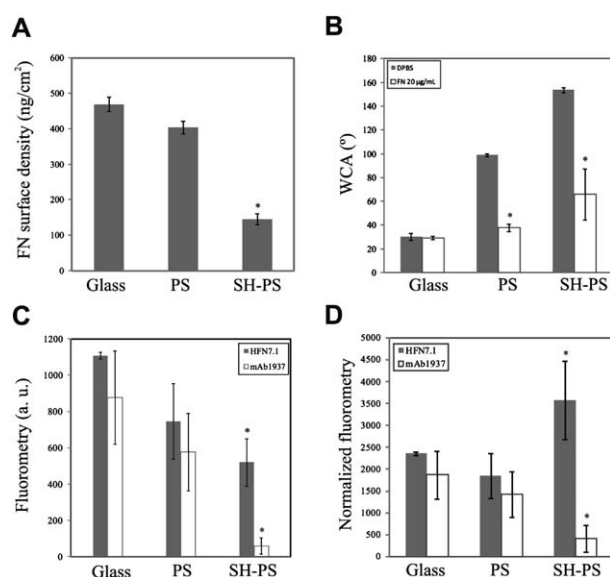 A
FN surface density (ng/cm²)
600
500
400
300
200
100
0
*
Glass PS SH-PS
B
WCA (º)
180
160
140
120
100
80
60
40
20
0
DPBS
FN 20 µg/mL
*
*
Glass PS SH-PS
C
Fluorometry (a. u.)
1200
1000
800
600
400
200
0
HFN7.1
mAb1937
*
*
Glass PS SH-PS
D
Normalized fluorometry
5000
4500
4000
3500
3000
2500
2000
1500
1000
500
0
HFN7.1
mAb1937
*
*
Glass PS SH-PS